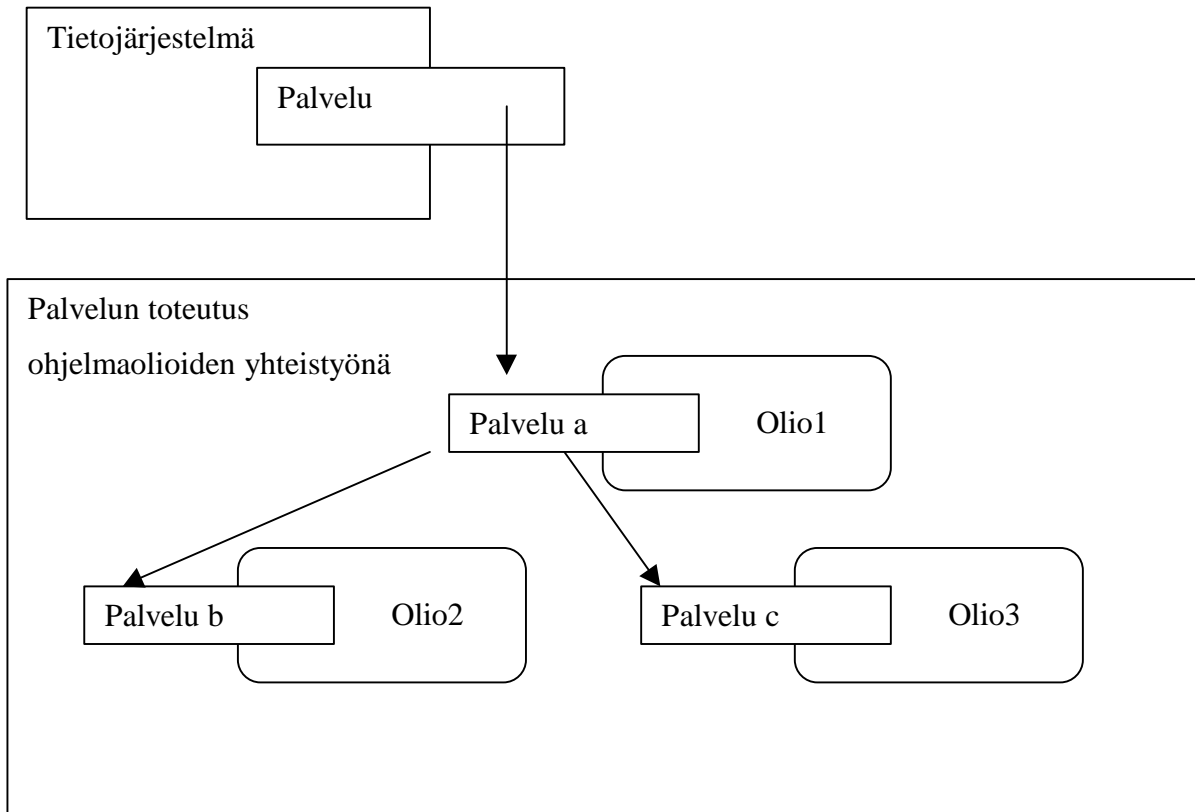 Tietojärjestelmä
Palvelu
Palvelun toteutus
ohjelmaolioiden yhteistyönä
Palvelu a
Olio1
Palvelu b
Olio2
Palvelu c
Olio3